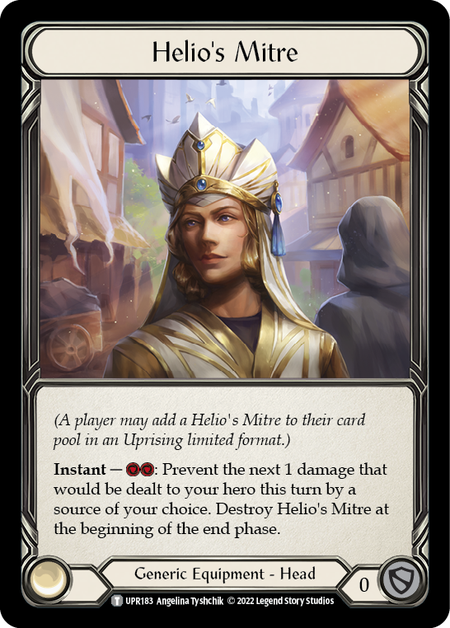 Helio's Mitre
(A player may add a Helio's Mitre to their card
pool in an Uprising limited format.)
Instant — : Prevent the next 1 damage that
would be dealt to your hero this turn by a
source of your choice. Destroy Helio's Mitre at
the beginning of the end phase.
Generic Equipment - Head
0
T UPR183 Angelina Tyshchik © 2022 Legend Story Studios